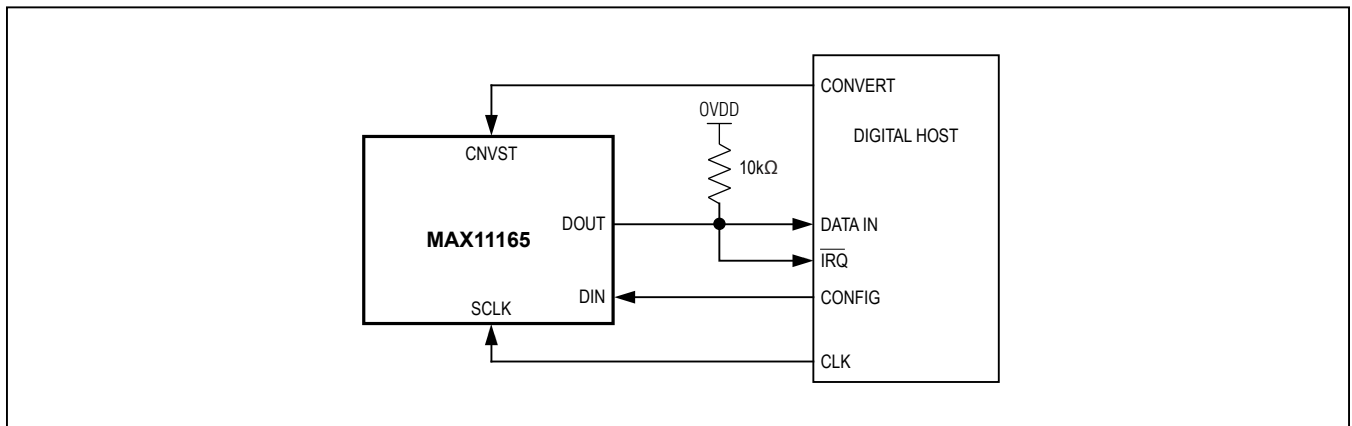 CONVERT
OVDD
DIGITAL HOST
CNVST
10kΩ
DOUT
DATA IN
MAX11165
IRQ
DIN
CONFIG
SCLK
CLK